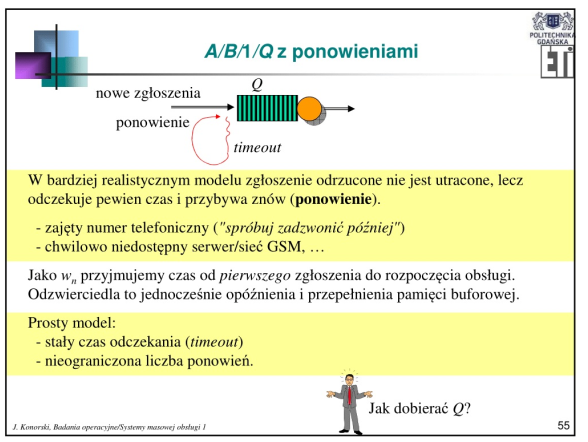 POLITECHNIKA
GDAŃSKA
ETI
A/B/1/Q z ponowieniami
nowe zgłoszenia
Q
ponowienie
timeout
W bardziej realistycznym modelu zgłoszenie odrzucone nie jest utracone, lecz
odczekuje pewien czas i przybywa znów (ponowienie).
- zajęty numer telefoniczny ("spróbuj zadzwonić później")
- chwilowo niedostępny serwer/sieć GSM, …
Jako wn przyjmujemy czas od pierwszego zgłoszenia do rozpoczęcia obsługi.
Odzwierciedla to jednocześnie opóźnienia i przepełnienia pamięci buforowej.
Prosty model:
- stały czas odczekania (timeout)
- nieograniczona liczba ponowień.
Jak dobierać Q?
J. Konorski, Badania operacyjne/Systemy masowej obsługi 1
55